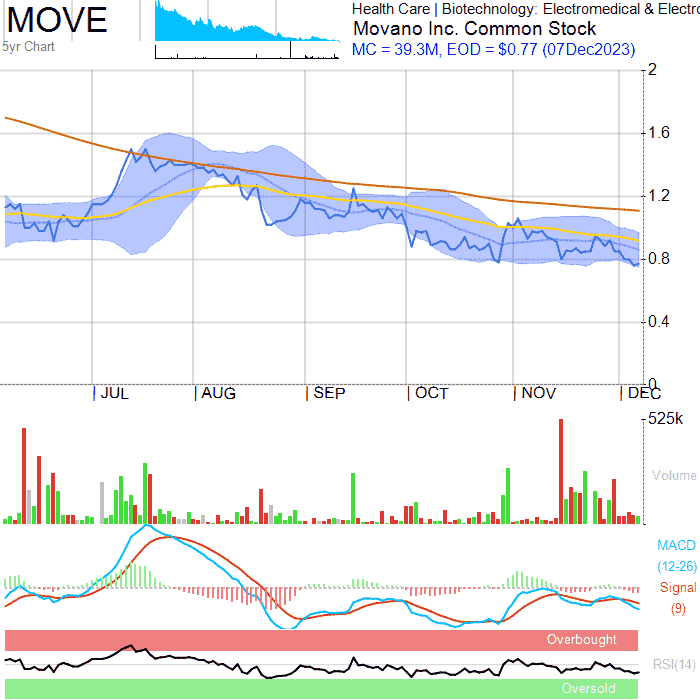 MOVE
5yr Chart
Health Care | Biotechnology: Electromedical & Electro
Movano Inc. Common Stock
MC = 39.3M, EOD = $0.77 (07Dec2023)
2
1.6
1.2
0.8
0.4
0
JUL
AUG
SEP
OCT
NOV
DEC
525k
Volume
MACD
(12-26)
Signal
(9)
Overbought
RSI(14)
Oversold